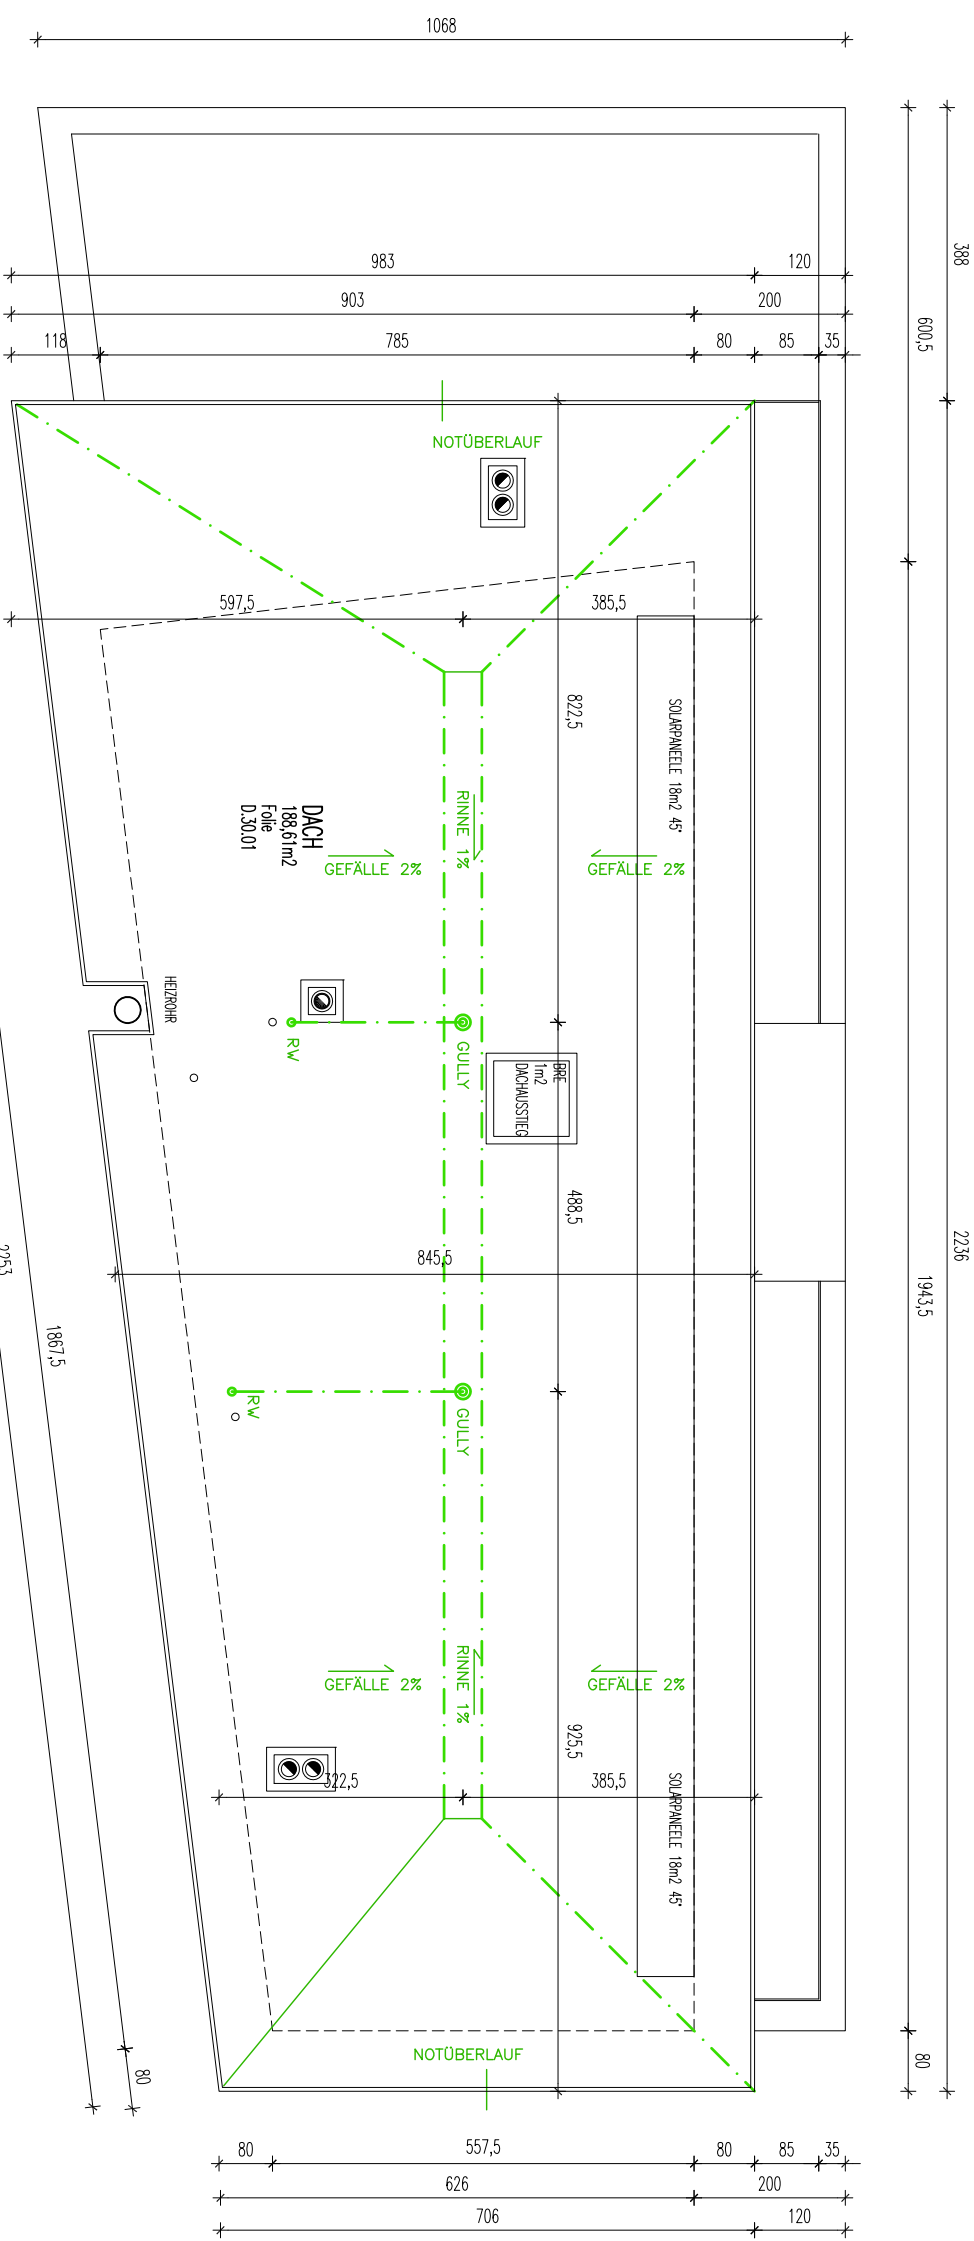 1068
388
983
120
903
200
600,5
118
785
80
85
35
NOTÜBERLAUF
597,5
385,5
822,5
SOLARPANEELE 18m2 45°
RINNE 1%
DACH
188,61m2
Folie
D.30.01
GEFÄLLE 2%
GEFÄLLE 2%
HEIZROHR
RW
GULLY
BRE
1m2
DACHAUSSTIEG
488,5
2236
845,5
2253
1943,5
1867,5
RW
GULLY
RINNE 1%
GEFÄLLE 2%
GEFÄLLE 2%
925,5
322,5
385,5
SOLARPANEELE 18m2 45°
NOTÜBERLAUF
80
80
80
557,5
80
85
35
626
200
706
120